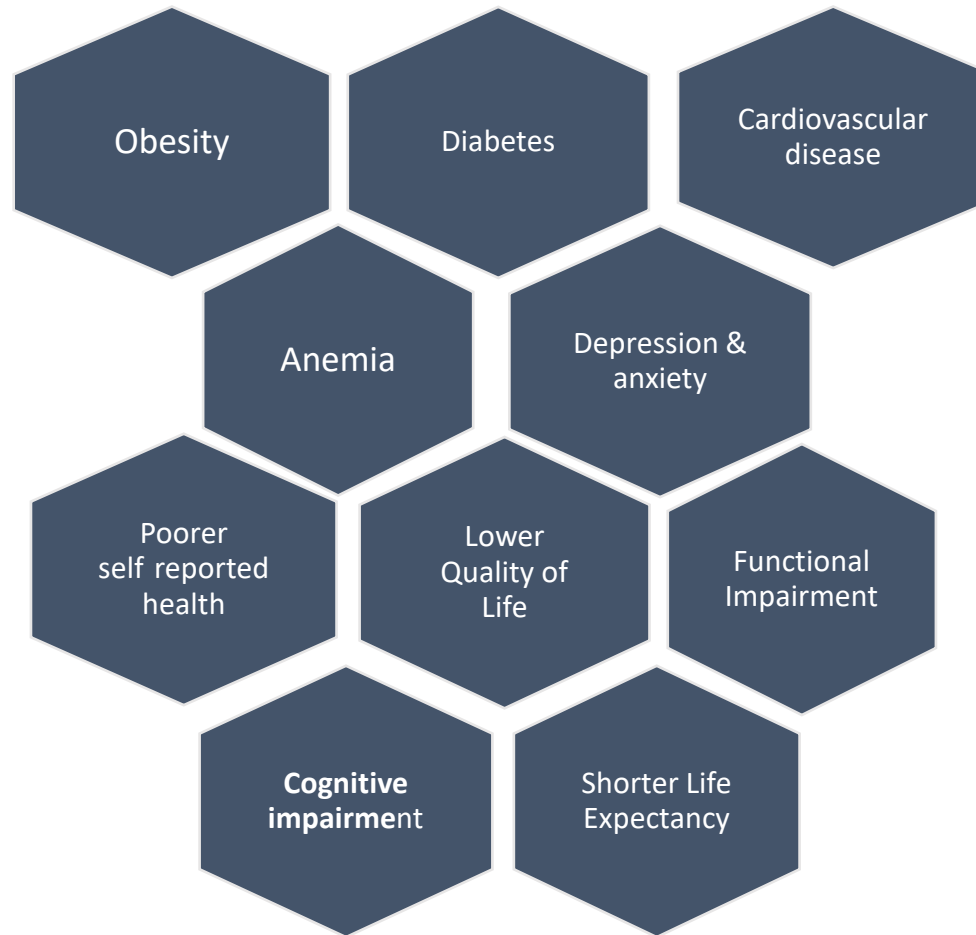 Obesity
Diabetes
Cardiovascular
disease
Anemia
Depression &
anxiety
Poorer
self reported
health
Lower
Quality of
Life
Functional
Impairment
Cognitive
impairment
Shorter Life
Expectancy